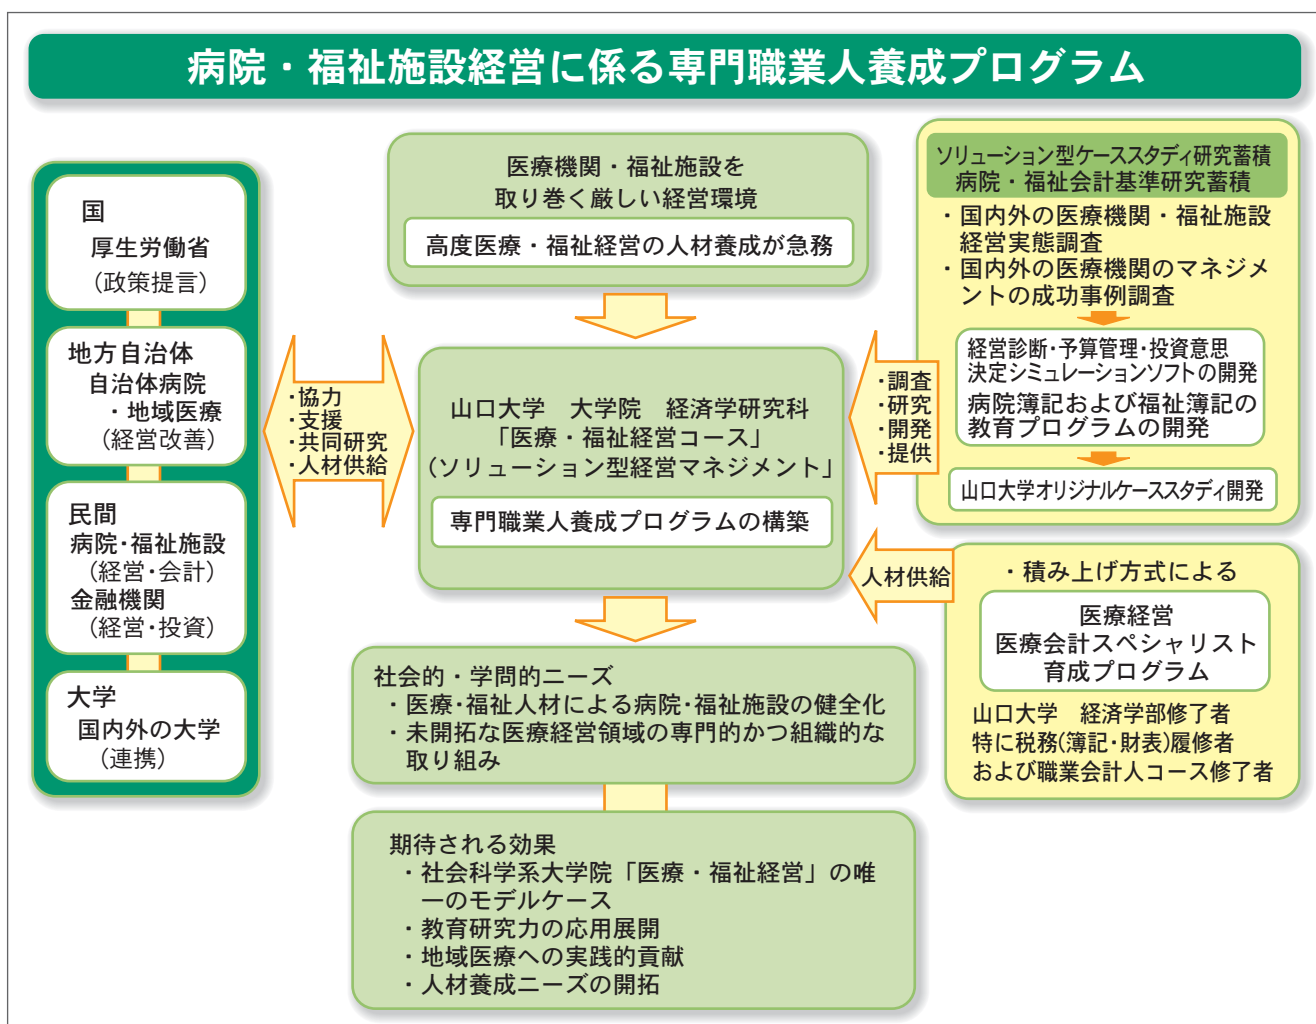 病院・福祉施設経営に係る専門職業人養成プログラム
国
厚生労働省
(政策提言)
地方自治体
自治体病院
・地域医療
(経営改善)
民間
病院・福祉施設
(経営・会計)
金融機関
(経営・投資)
大学
国内外の大学
(連携)
・協力
・支援
・共同研究
・人材供給
医療機関・福祉施設を
取り巻く厳しい経営環境
高度医療・福祉経営の人材養成が急務
山口大学　大学院　経済学研究科
「医療・福祉経営コース」
(ソリューション型経営マネジメント」
専門職業人養成プログラムの構築
社会的・学問的ニーズ
・医療・福祉人材による病院・福祉施設の健全化
・未開拓な医療経営領域の専門的かつ組織的な
取り組み
期待される効果
・社会科学系大学院「医療・福祉経営」の唯
一のモデルケース
・教育研究力の応用展開
・地域医療への実践的貢献
・人材養成ニーズの開拓
・調査
・研究
・開発
・提供
ソリューション型ケーススタディ研究蓄積
病院・福祉会計基準研究蓄積
・国内外の医療機関・福祉施設
経営実態調査
・国内外の医療機関のマネジメ
ントの成功事例調査
経営診断・予算管理・投資意思
決定シミュレーションソフトの開発
病院簿記および福祉簿記の
教育プログラムの開発
山口大学オリジナルケーススタディ開発
人材供給
・積み上げ方式による
医療経営
医療会計スペシャリスト
育成プログラム
山口大学　経済学部修了者
特に税務(簿記・財表)履修者
および職業会計人コース修了者